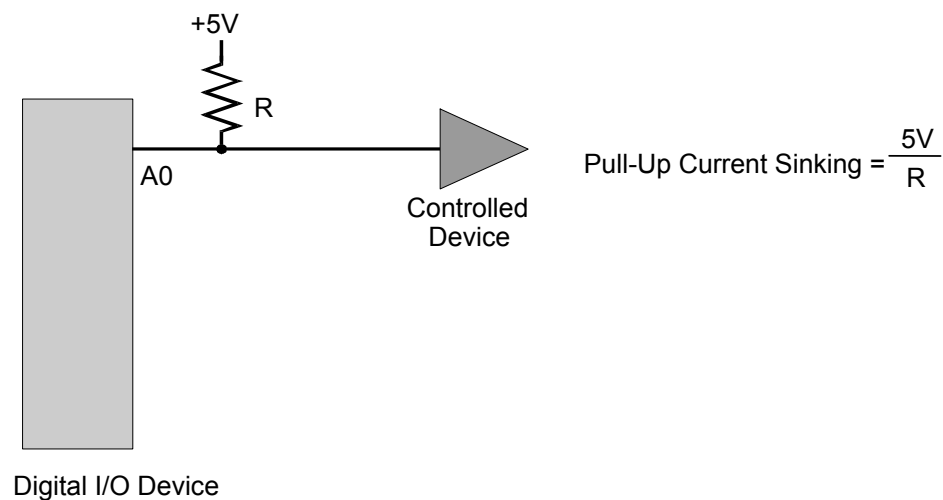 +5V
R
A0
Controlled
Device
Pull-Up Current Sinking = 5V
R
Digital I/O Device